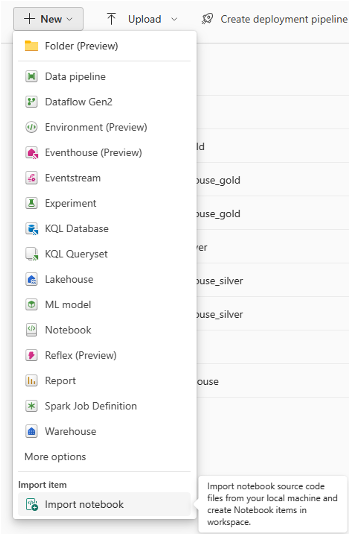 New
Upload
Create deployment pipeline
Folder (Preview)
Data pipeline
Dataflow Gen2
Environment (Preview)
Eventhouse (Preview)
ld
Eventstream
ouse_gold
Experiment
ouse_gold
KQL Database
ver
KQL Queryset
Lakehouse
ouse_silver
ML model
ouse_silver
Notebook
Reflex (Preview)
Report
ouse
Spark Job Definition
Warehouse
More options
Import item
Import notebook
Import notebook source code
files from your local machine and
create Notebook items in
workspace.